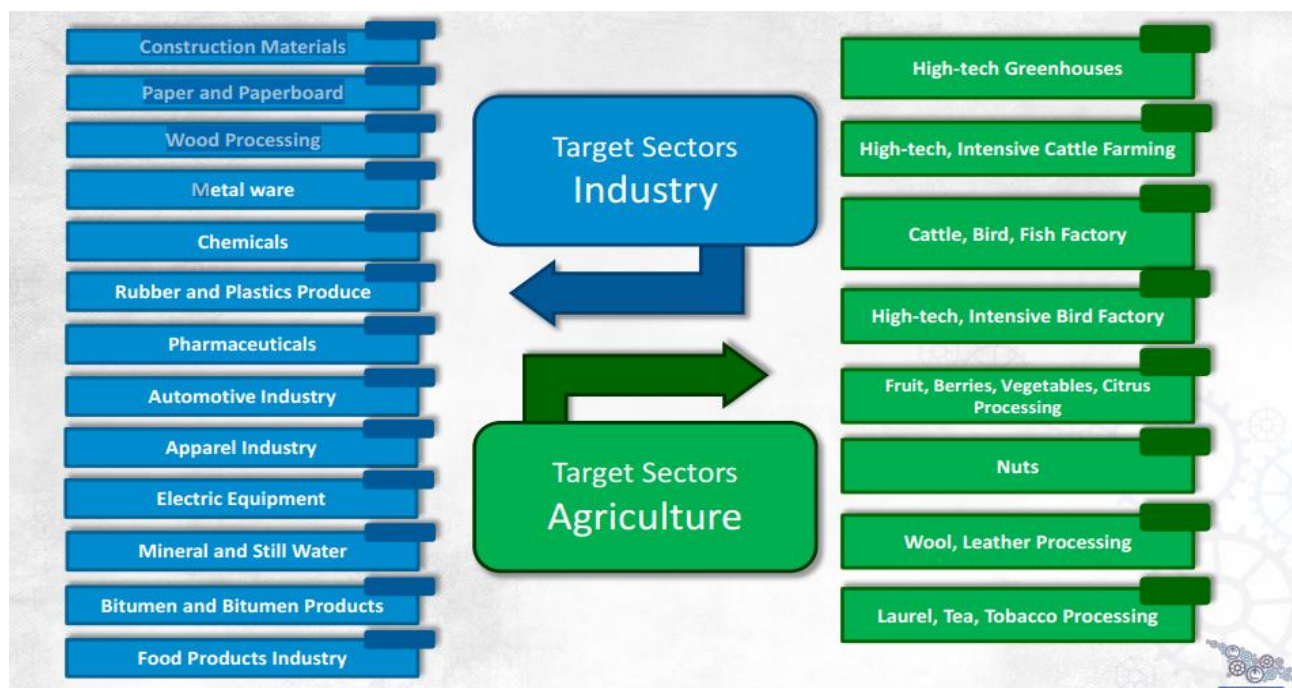 Construction Materials
Paper and Paperboard
Wood Processing
Metal ware
Chemicals
Rubber and Plastics Produce
Pharmaceuticals
Automotive Industry
Apparel Industry
Electric Equipment
Mineral and Still Water
Bitumen and Bitumen Products
Food Products Industry
Target Sectors
Industry
Target Sectors
Agriculture
High-tech Greenhouses
High-tech, Intensive Cattle Farming
Cattle, Bird, Fish Factory
High-tech, Intensive Bird Factory
Fruit, Berries, Vegetables, Citrus
Processing
Nuts
Wool, Leather Processing
Laurel, Tea, Tobacco Processing